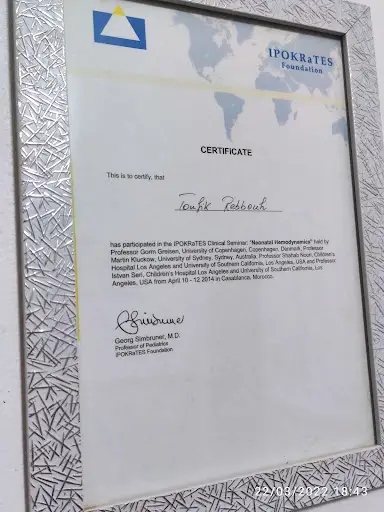 IPOKRaTES
Foundation
CERTIFICATE
This is to certify, that
Toufik Rebbouh
has participated in the IPOKRaTES Clinical Seminar: "Neonatal Hemodynamics" held by
Professor Gorm Greisen, University of Copenhagen, Copenhagen, Denmark, Professor
Martin Kluckow, University of Sydney, Sydney, Australia, Professor Shahab Noori, Children's
Hospital Los Angeles and University of Southern California, Los Angeles, USA and Professor
Istvan Seri, Children's Hospital Los Angeles and University of Southern California, Los
Angeles, USA from April 10 - 12 2014 in Casablanca, Morocco.
Georg Simbruner, M.D.
Professor of Pediatrics
IPOKRaTES Foundation
22/03/2022 18:43